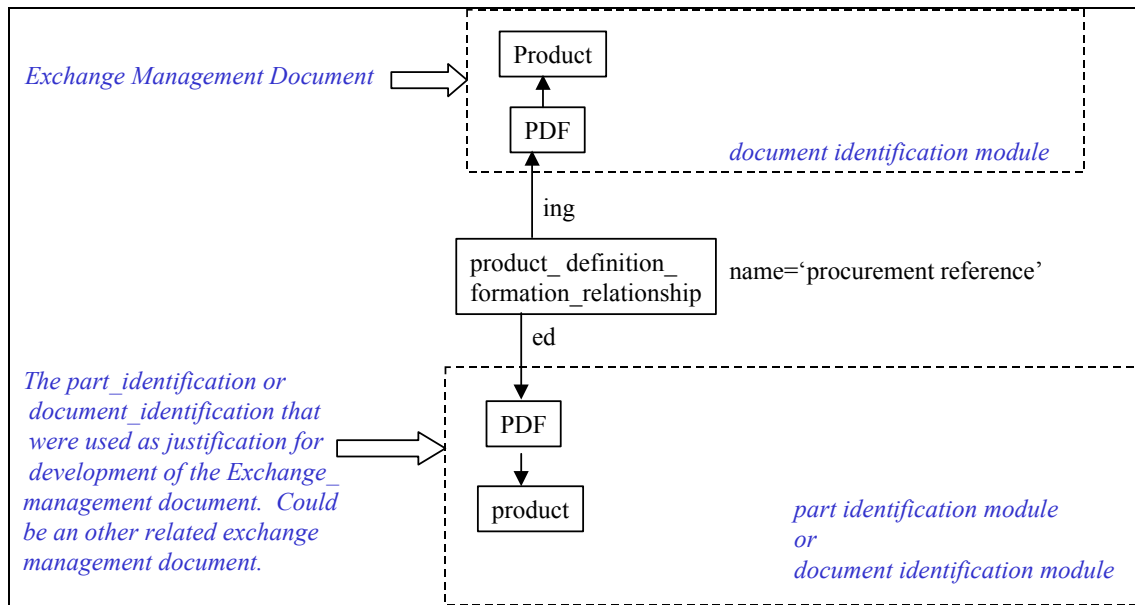 Product
Exchange Management Document
PDF
document identification module
ing
product_ definition_
formation_relationship
name=‘procurement reference’
ed
The part_identification or
document_identification that
were used as justification for
development of the Exchange_
management document.  Could
be an other related exchange
management document.
PDF
product
part identification module
or
document identification module